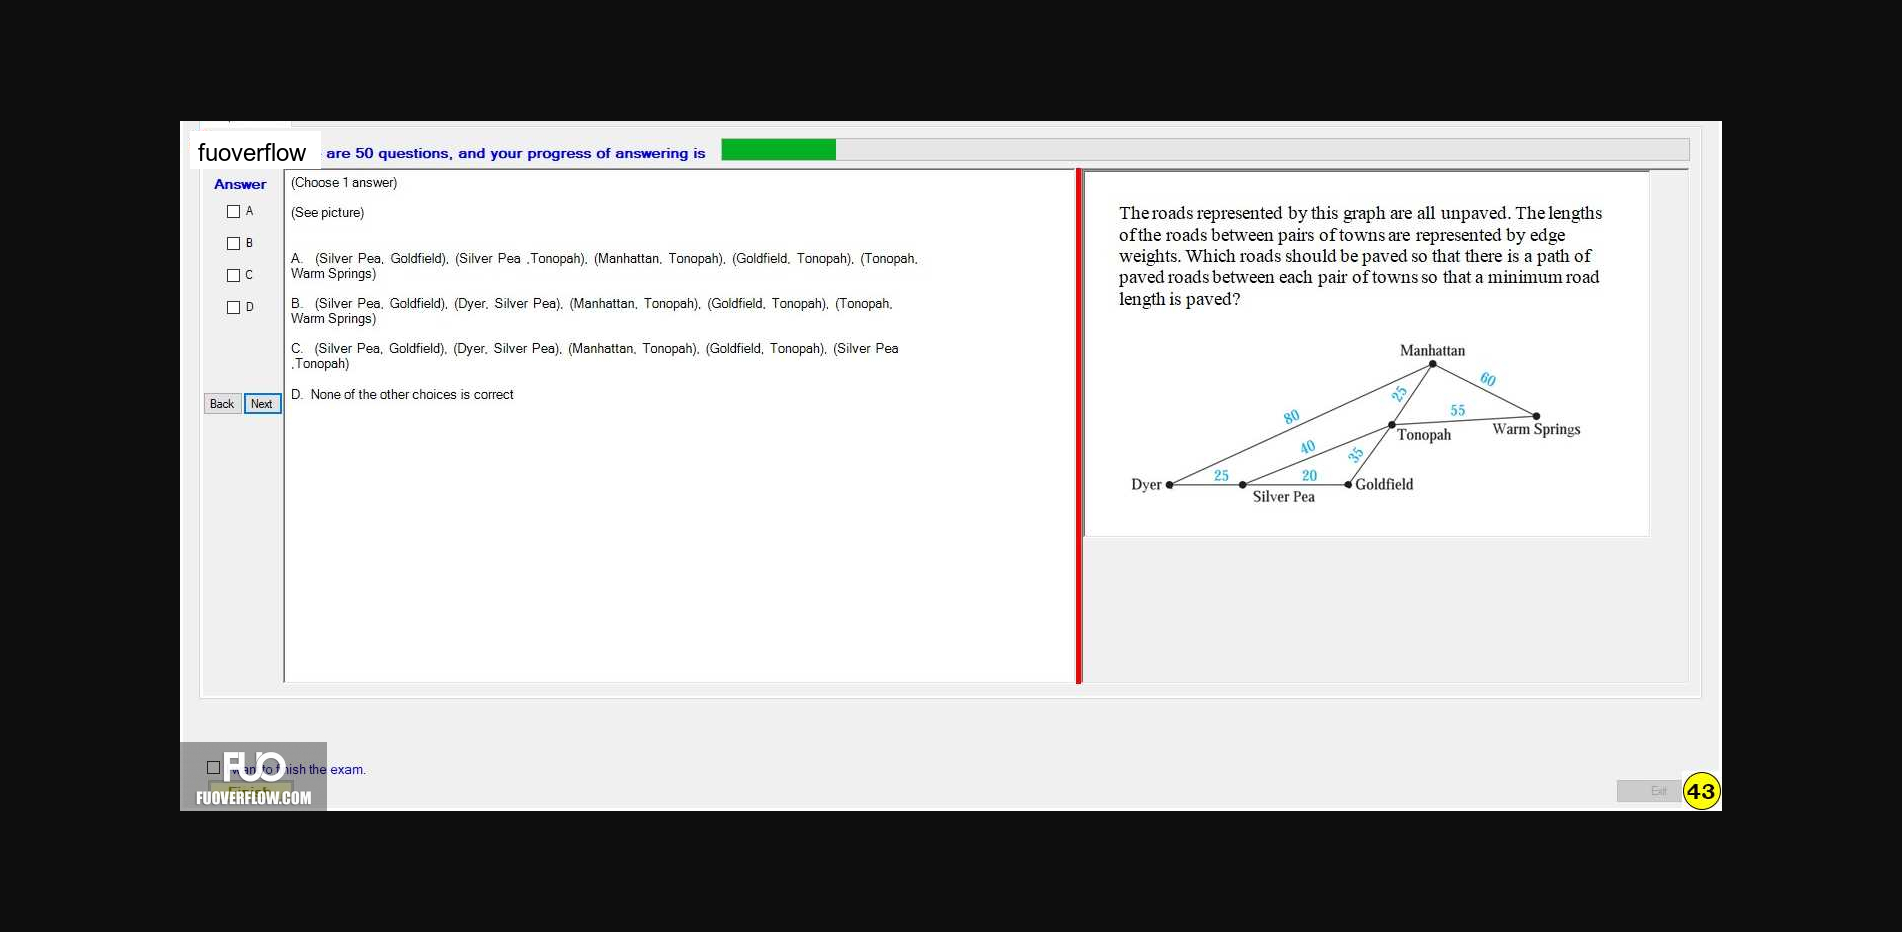 fuoverflow are 50 questions, and your progress of answering is
Answer
A
B
C
D
Back Next
(Choose 1 answer)
(See picture)
A. (Silver Pea, Goldfield), (Silver Pea ,Tonopah), (Manhattan, Tonopah), (Goldfield, Tonopah), (Tonopah,
Warm Springs)
B. (Silver Pea, Goldfield), (Dyer, Silver Pea), (Manhattan, Tonopah), (Goldfield, Tonopah), (Tonopah,
Warm Springs)
C. (Silver Pea, Goldfield), (Dyer, Silver Pea), (Manhattan, Tonopah), (Goldfield, Tonopah), (Silver Pea
,Tonopah)
D. None of the other choices is correct
The roads represented by this graph are all unpaved. The lengths
of the roads between pairs of towns are represented by edge
weights. Which roads should be paved so that there is a path of
paved roads between each pair of towns so that a minimum road
length is paved?
Manhattan
60
25
80
55
Tonopah
Warm Springs
40
35
Dyer
25
20
Goldfield
Silver Pea
FUO
want to finish the exam.
Finish
FUOVERFLOW.COM
Exit
43